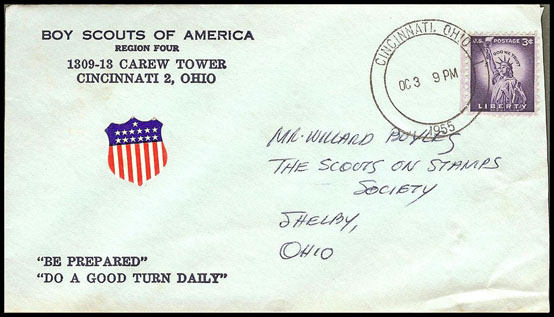 BOY SCOUTS OF AMERICA
REGION FOUR
1309-13 CAREW TOWER
CINCINNATI 2, OHIO
CINCINNATI, OHIO
OC 3 9 PM
1955
U.S. POSTAGE 3¢
IN GOD WE TRUST
LIBERTY
MR. WILLARD BOYLES
THE SCOUTS ON STAMPS
SOCIETY
SHELBY,
OHIO
"BE PREPARED"
"DO A GOOD TURN DAILY"